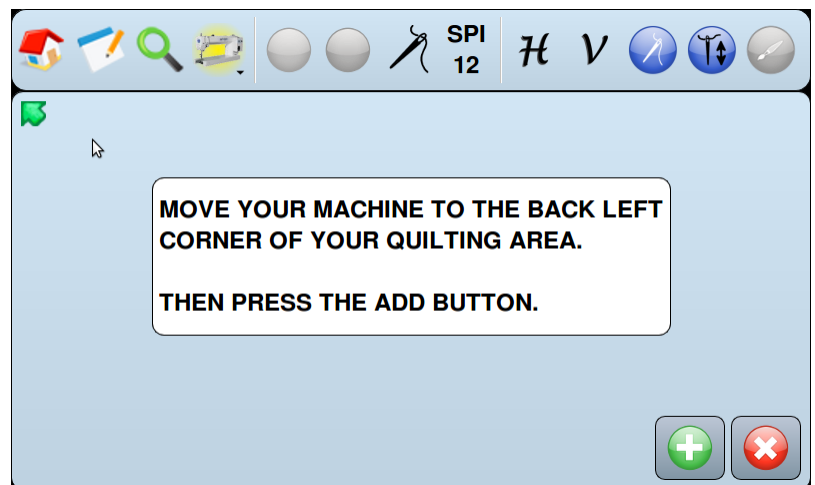 SPI
12
H V
MOVE YOUR MACHINE TO THE BACK LEFT
CORNER OF YOUR QUILTING AREA.
THEN PRESS THE ADD BUTTON.